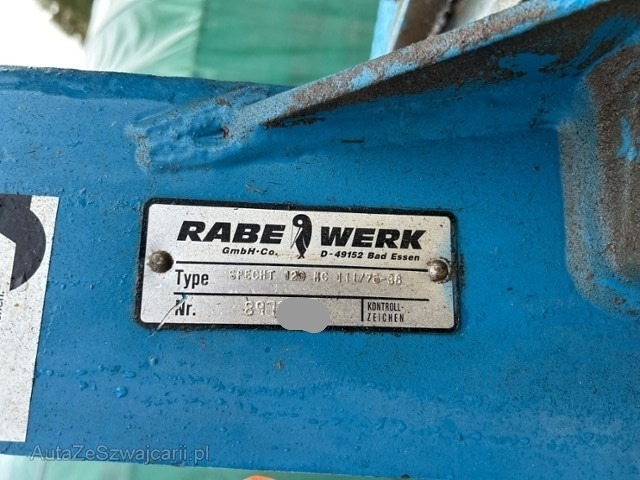 RABE WERK
GmbH·Co. D-49152 Bad Essen
Type SPECHT 120 MC 111/76-38
Nr. 897
KONTROLL-
ZEICHEN
AutaZeSzwajcarii.pl